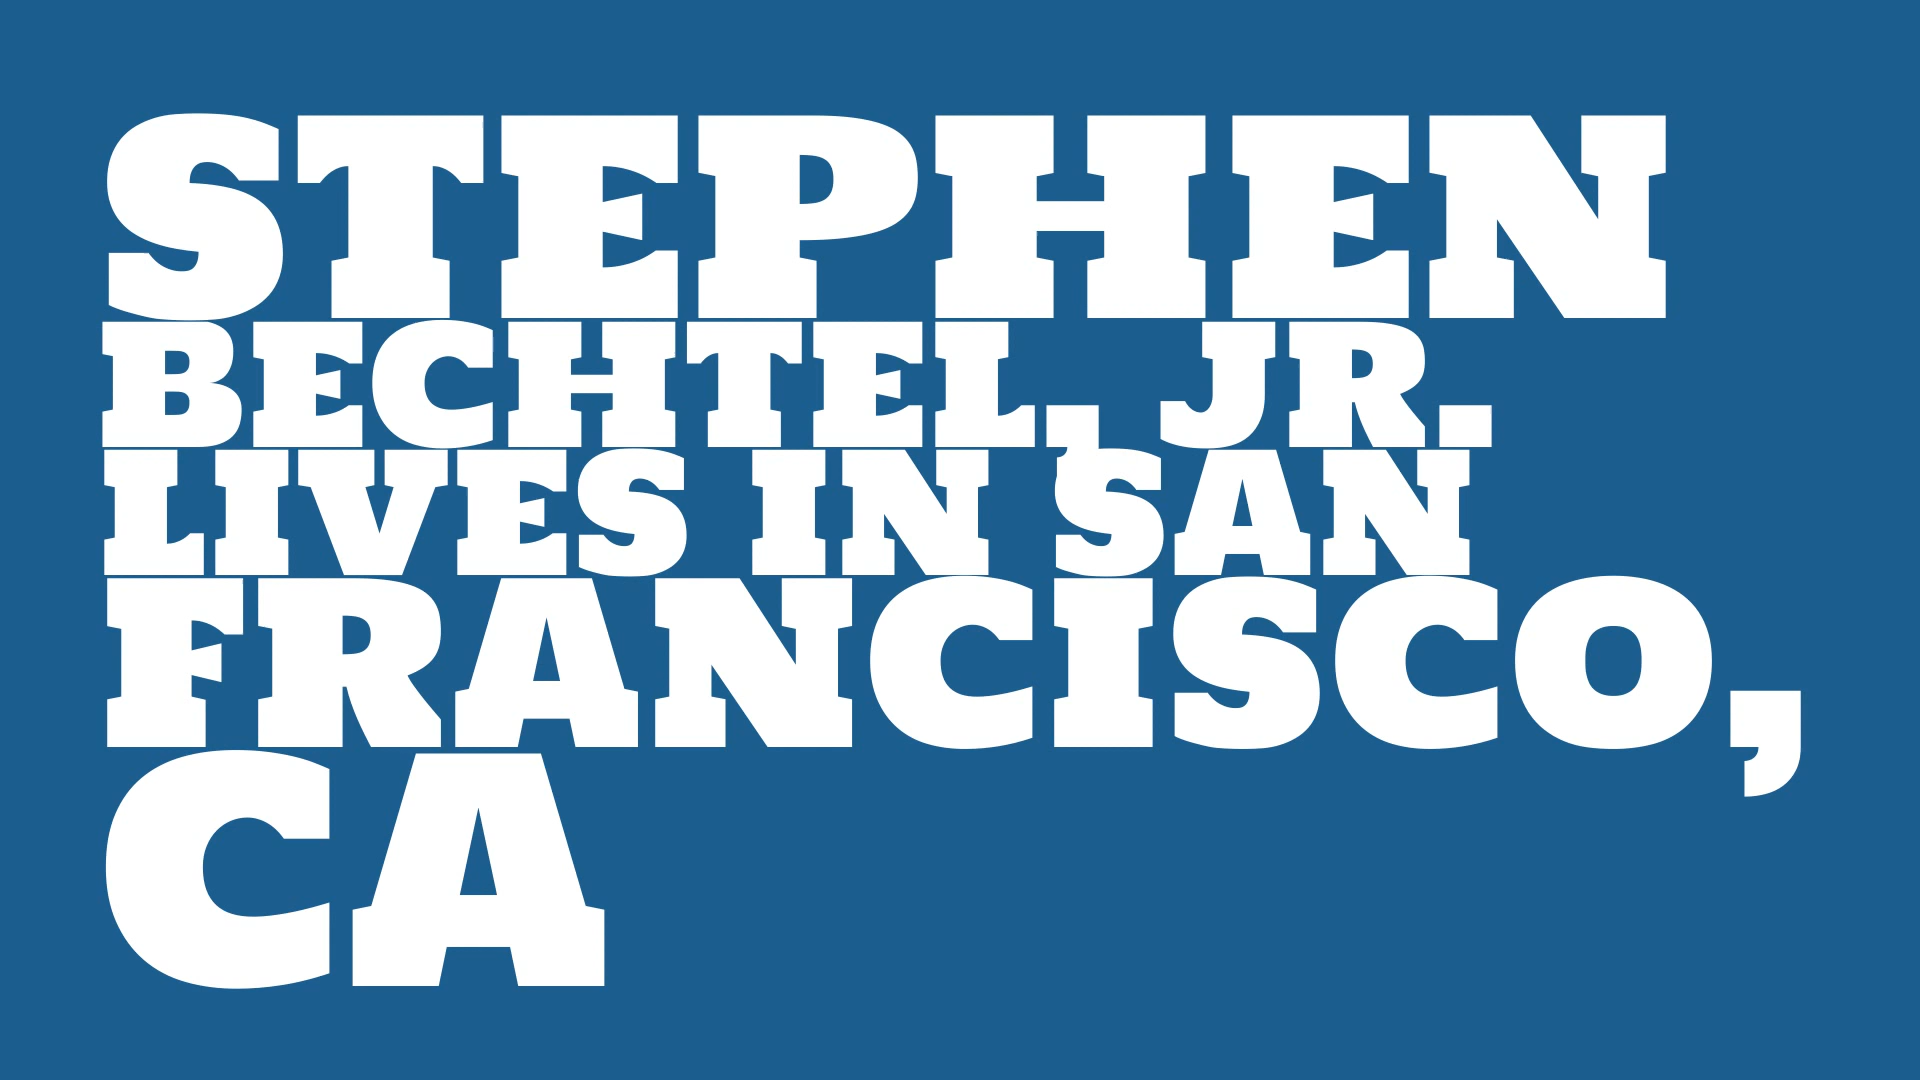 STEPHEN
BECHTEL, JR.
LIVES IN SAN
FRANCISCO,
CA